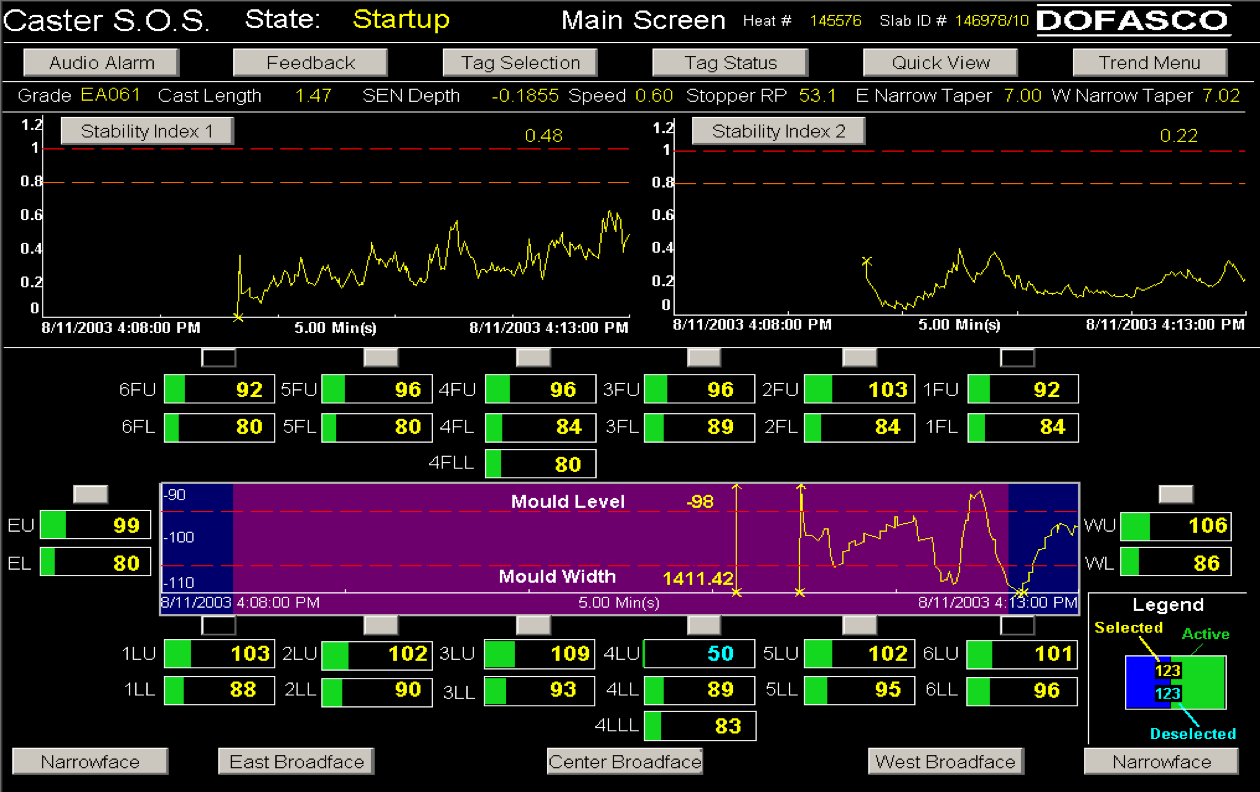 Caster S.O.S. State: Startup Main Screen Heat # 145576 Slab ID # 146978/10 DOFASCO
Audio Alarm Feedback Tag Selection Tag Status Quick View Trend Menu
Grade EA061 Cast Length 1.47 SEN Depth -0.1855 Speed 0.60 Stopper RP 53.1 E Narrow Taper 7.00 W Narrow Taper 7.02
1.2 Stability Index 1 0.48 1.2 Stability Index 2 0.22
1 1
0.8 0.8
0.6 0.6
0.4 0.4
0.2 0.2
0 0
8/11/2003 4:08:00 PM 5.00 Min(s) 8/11/2003 4:13:00 PM 8/11/2003 4:08:00 PM 5.00 Min(s) 8/11/2003 4:13:00 PM
6FU 92 5FU 96 4FU 96 3FU 96 2FU 103 1FU 92
6FL 80 5FL 80 4FL 84 3FL 89 2FL 84 1FL 84
4FLL 80
-90 Mould Level -98
EU 99 WU 106
-100
EL 80 WL 86
-110 Mould Width 1411.42
8/11/2003 4:08:00 PM 5.00 Min(s) 8/11/2003 4:13:00 PM
Legend
Selected
Active
123
123
Deselected
1LU 103 2LU 102 3LU 109 4LU 50 5LU 102 6LU 101
1LL 88 2LL 90 3LL 93 4LL 89 5LL 95 6LL 96
4LLL 83
Narrowface East Broadface Center Broadface West Broadface Narrowface